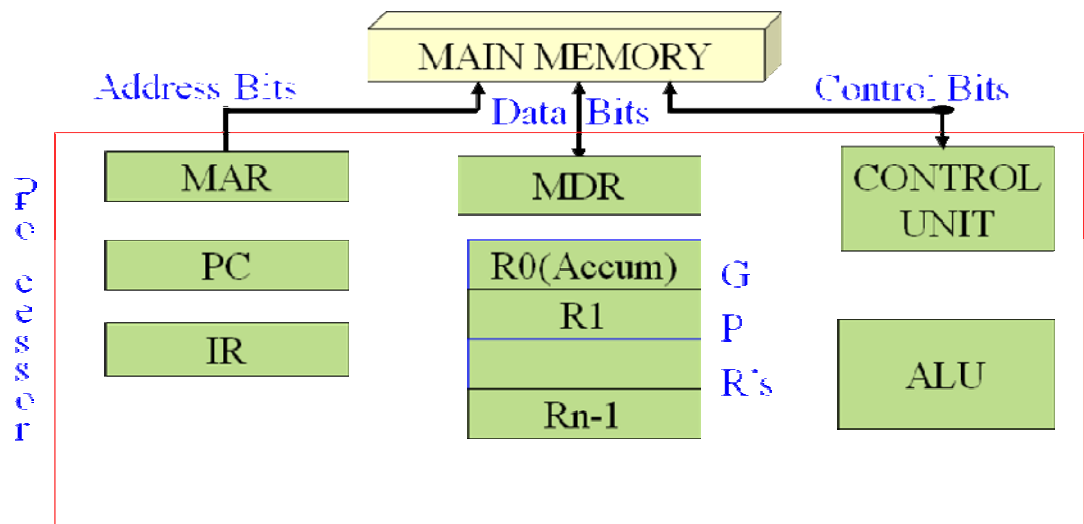 MAIN MEMORY
Address Bits
Data Bits
Control Bits
MAR
MDR
CONTROL
UNIT
PC
R0(Accum)
R1
Rn-1
G
P
R's
IR
ALU
Processor